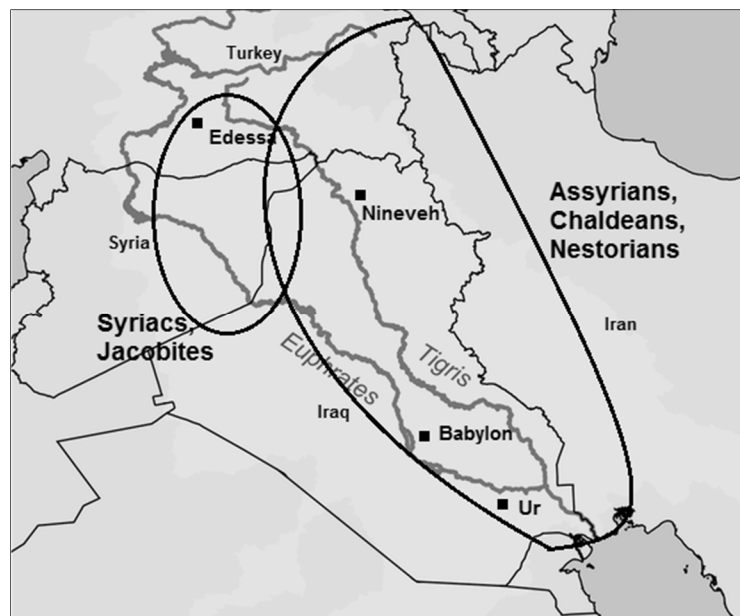 Turkey
Edessa
Nineveh
Assyrians,
Chaldeans,
Nestorians
Syria
Syriacs,
Jacobites
Iran
Euphrates
Tigris
Iraq
Babylon
Ur